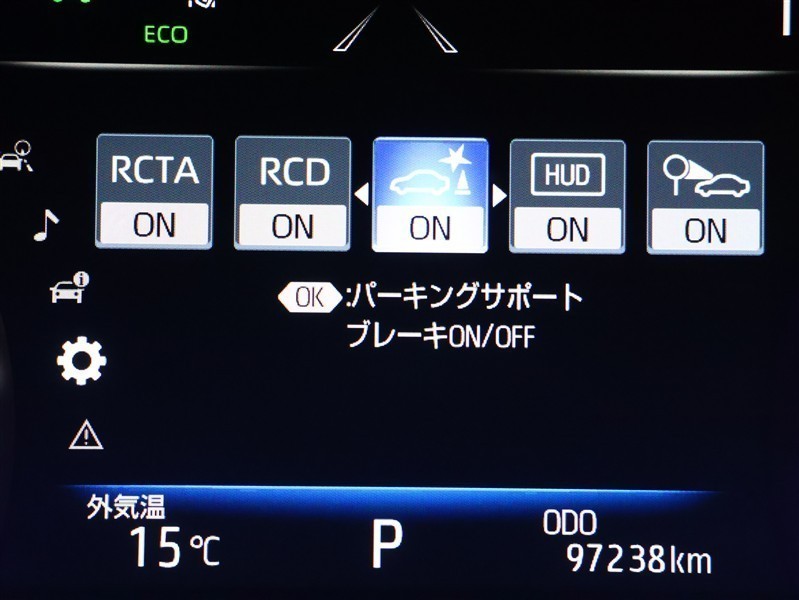 ECO
RCTA
RCD
HUD
ON
ON
ON
ON
ON
OK:パーキングサポート
ブレーキON/OFF
外気温
15℃
P
ODO
97238km